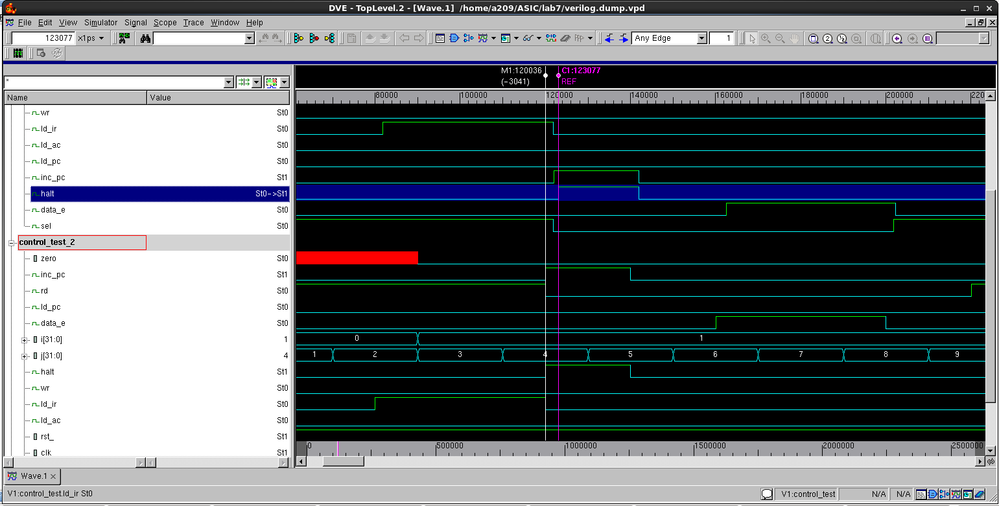 DVE - TopLevel.2 - [Wave.1]  /home/a209/ASIC/lab7/verilog.dump.vpd
File Edit View Simulator Signal Scope Trace Window Help
123077 x1ps Any Edge 1
M1:120036 C1:123077
(-3041) REF
*
Name Value
80000 100000 120000 140000 160000 180000 200000 220
wr St0
ld_ir St0
ld_ac St0
ld_pc St0
inc_pc St1
halt St0->St1
data_e St0
sel St0
control_test_2
zero St0
inc_pc St1
rd St0
ld_pc St0
data_e St0
i[31:0] 1 0 1
j[31:0] 4 1 2 3 4 5 6 7 8 9
halt St1
wr St0
ld_ir St0
ld_ac St0
rst_ St1
clk St1
0 500000 1000000 1500000 2000000 2500000
Wave.1
V1:control_test.ld_ir St0 V1:control_test N/A N/A